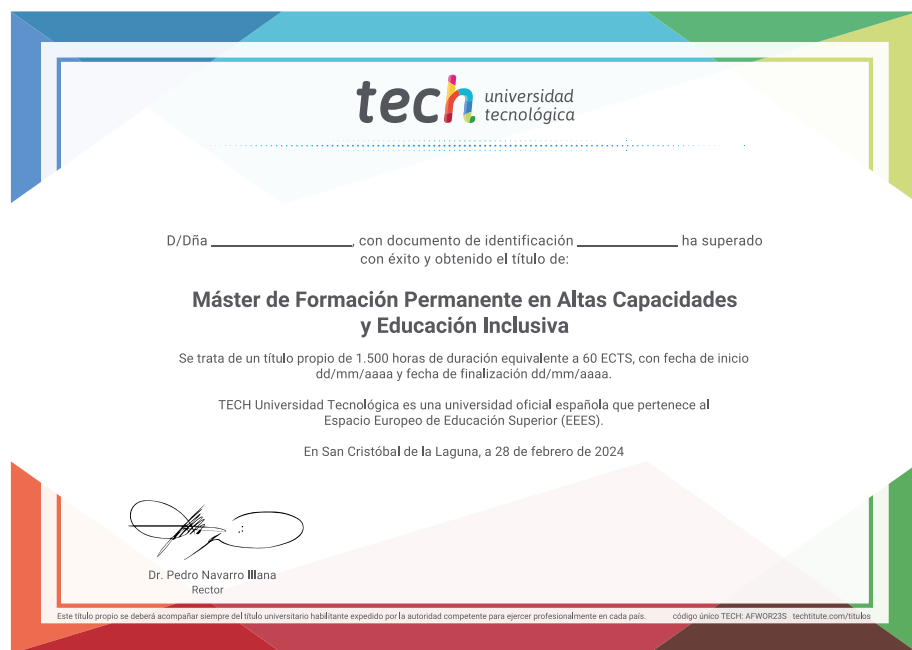 tech universidad
tecnológica
D/Dña ________________, con documento de identificación ___________ ha superado
con éxito y obtenido el título de:
Máster de Formación Permanente en Altas Capacidades
y Educación Inclusiva
Se trata de un título propio de 1.500 horas de duración equivalente a 60 ECTS, con fecha de inicio
dd/mm/aaaa y fecha de finalización dd/mm/aaaa.
TECH Universidad Tecnológica es una universidad oficial española que pertenece al
Espacio Europeo de Educación Superior (EEES).
En San Cristóbal de la Laguna, a 28 de febrero de 2024
Dr. Pedro Navarro Illana
Rector
Este título propio se deberá acompañar siempre del título universitario habilitante expedido por la autoridad competente para ejercer profesionalmente en cada país. código único TECH: AFWOR23S techtitute.com/titulos